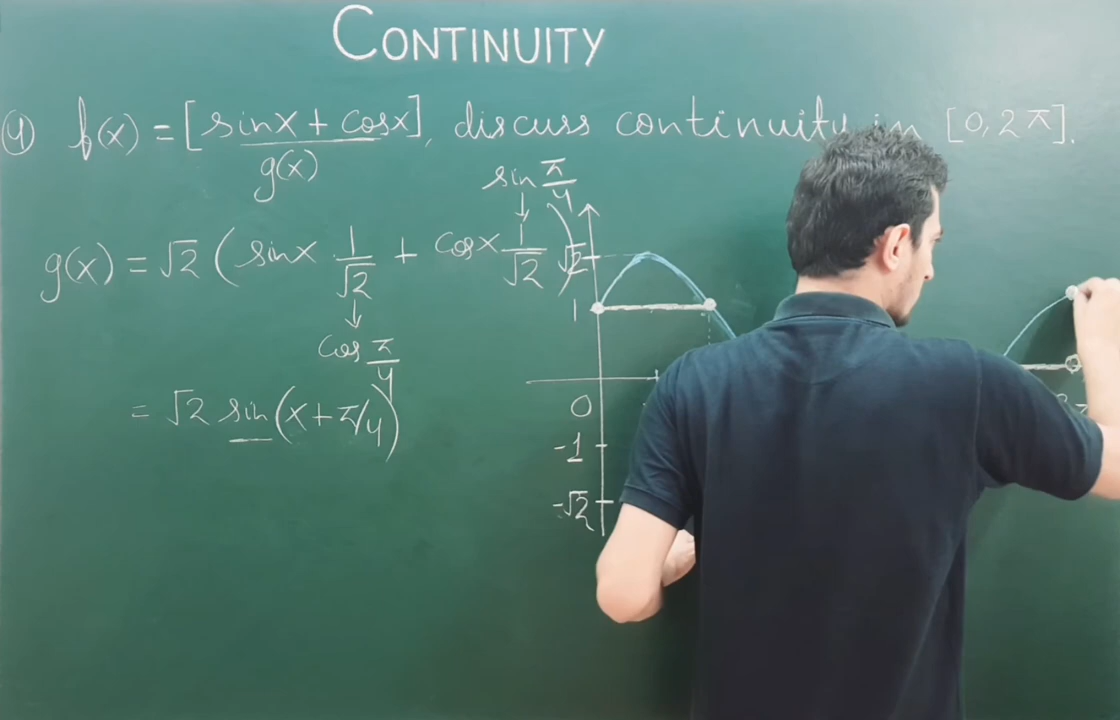 CONTINUITY
4) f(x) = [sinx + cosx], discuss continuity in [0, 2π].
g(x)
sin π/4
↓
g(x) = √2 ( sinx · 1/√2 + cosx 1/√2 )
↓
cos π/4
= √2 sin(x + π/4)
√2
1
0
-1
-√2